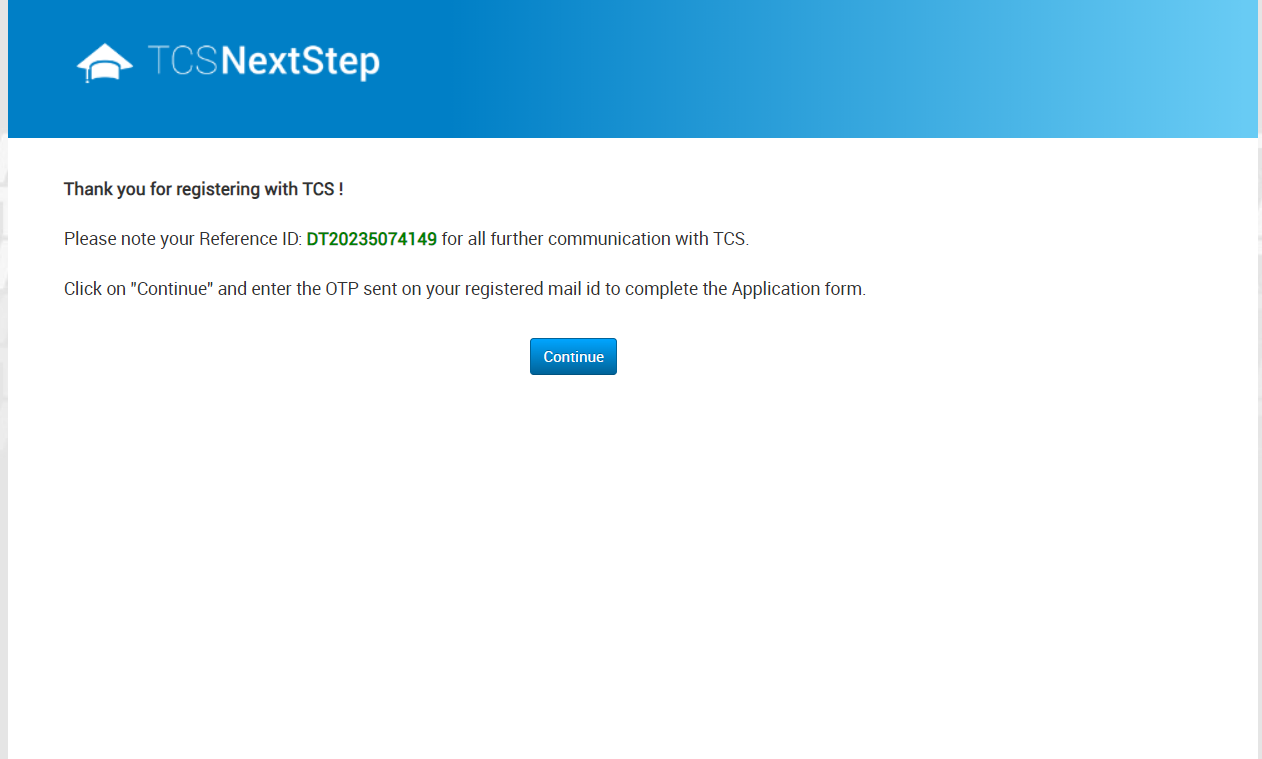 TCSNextStep
Thank you for registering with TCS !
Please note your Reference ID: DT20235074149 for all further communication with TCS.
Click on "Continue" and enter the OTP sent on your registered mail id to complete the Application form.
Continue